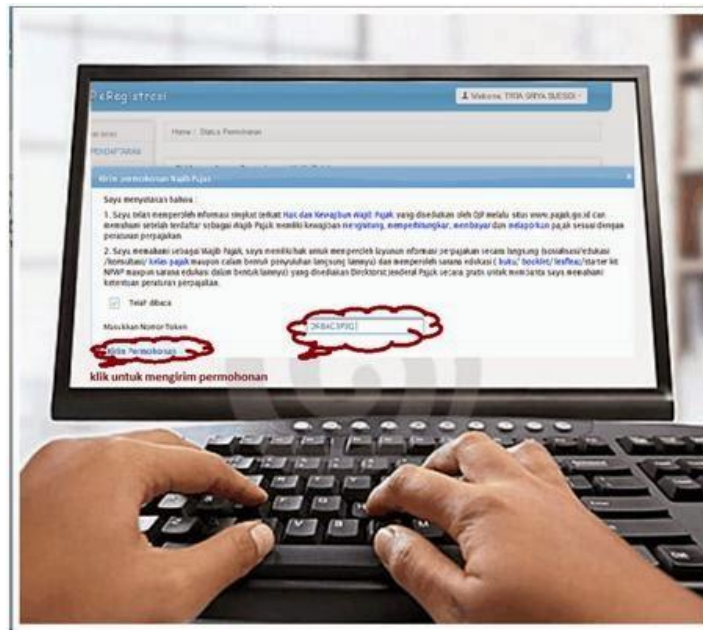 Welcome,
Home / Status Permohonan
PENDAFTARAN
Kirim permohonan Wajib Pajak
Saya menyatakan bahwa :
1. Saya telah memperoleh informasi singkat terkait Hak dan Kewajiban Wajib Pajak yang disediakan oleh DJP melalui situs www.pajak.go.id dan
memahami setelah terdaftar sebagai Wajib Pajak memiliki kewajiban menghitung, memperhitungkan, membayar dan melaporkan pajak sesuai dengan
peraturan perpajakan.
2. Saya memahami sebagai Wajib Pajak, saya memiliki hak untuk memperoleh layanan informasi perpajakan secara langsung (sosialisasi/edukasi
/konsultasi/ kelas pajak maupun dalam bentuk penyuluhan langsung lainnya) dan memperoleh sarana edukasi ( buku/ booklet/ leaflet/starter kit
NPWP maupun sarana edukasi dalam bentuk lainnya) yang disediakan Direktorat Jenderal Pajak secara gratis untuk membantu saya memahami
ketentuan peraturan perpajakan.
Telah dibaca
Masukkan Nomor Token
Kirim Permohonan
klik untuk mengirim permohonan